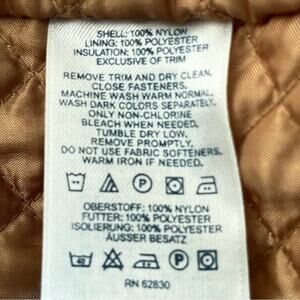 SHELL: 100% NYLON
LINING: 100% POLYESTER
INSULATION: 100% POLYESTER
EXCLUSIVE OF TRIM
REMOVE TRIM AND DRY CLEAN.
CLOSE FASTENERS.
MACHINE WASH WARM NORMAL.
WASH DARK COLORS SEPARATELY.
ONLY NON-CHLORINE
BLEACH WHEN NEEDED.
TUMBLE DRY LOW.
REMOVE PROMPTLY.
DO NOT USE FABRIC SOFTENERS.
WARM IRON IF NEEDED.
P
OBERSTOFF: 100% NYLON
FUTTER: 100% POLYESTER
ISOLIERUNG: 100% POLYESTER
AUSSER BESATZ
40 P
RN 62830